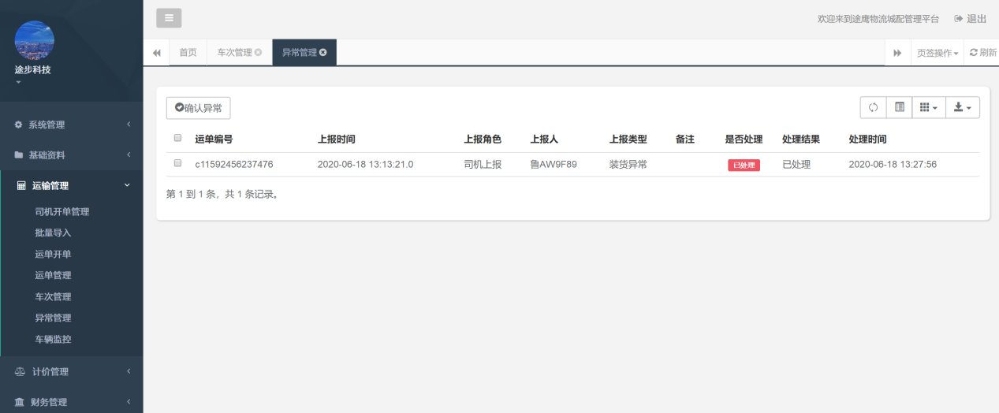 途步科技
系统管理
基础资料
运输管理
司机开单管理
批量导入
运单开单
运单管理
车次管理
异常管理
车辆监控
计价管理
财务管理
欢迎来到途鹰物流城配管理平台 退出
首页 车次管理 异常管理 页签操作 刷新
确认异常
运单编号 上报时间 上报角色 上报人 上报类型 备注 是否处理 处理结果 处理时间
c11592456237476 2020-06-18 13:13:21.0 司机上报 鲁AW9F89 装货异常 已处理 已处理 2020-06-18 13:27:56
第 1 到 1 条，共 1 条记录。